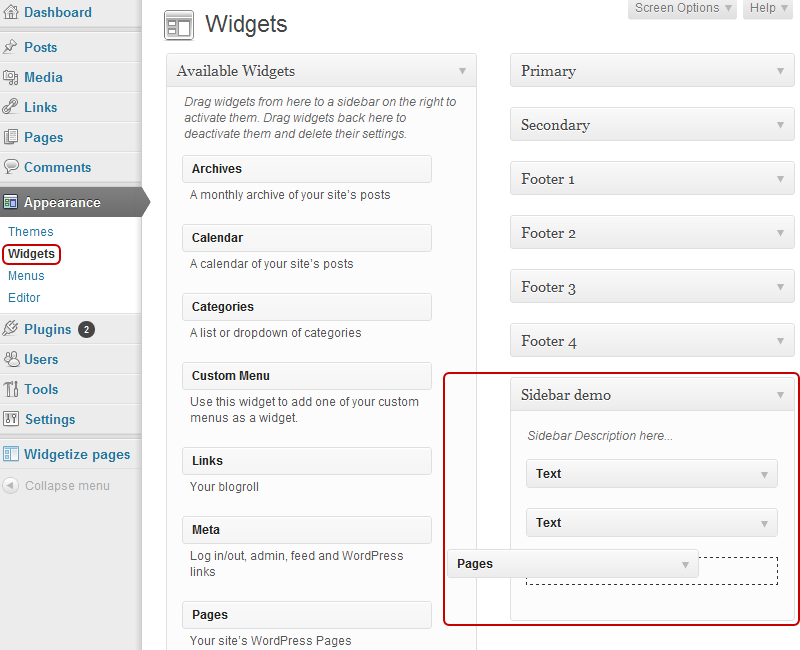 Dashboard
Posts
Media
Links
Pages
Comments
Appearance
Themes
Widgets
Menus
Editor
Plugins 2
Users
Tools
Settings
Widgetize pages
Collapse menu
Screen Options
Help
Widgets
Available Widgets
Drag widgets from here to a sidebar on the right to
activate them. Drag widgets back here to
deactivate them and delete their settings.
Archives
A monthly archive of your site's posts
Calendar
A calendar of your site's posts
Categories
A list or dropdown of categories
Custom Menu
Use this widget to add one of your custom
menus as a widget.
Links
Your blogroll
Meta
Log in/out, admin, feed and WordPress
links
Pages
Your site's WordPress Pages
Primary
Secondary
Footer 1
Footer 2
Footer 3
Footer 4
Sidebar demo
Sidebar Description here...
Text
Text
Pages